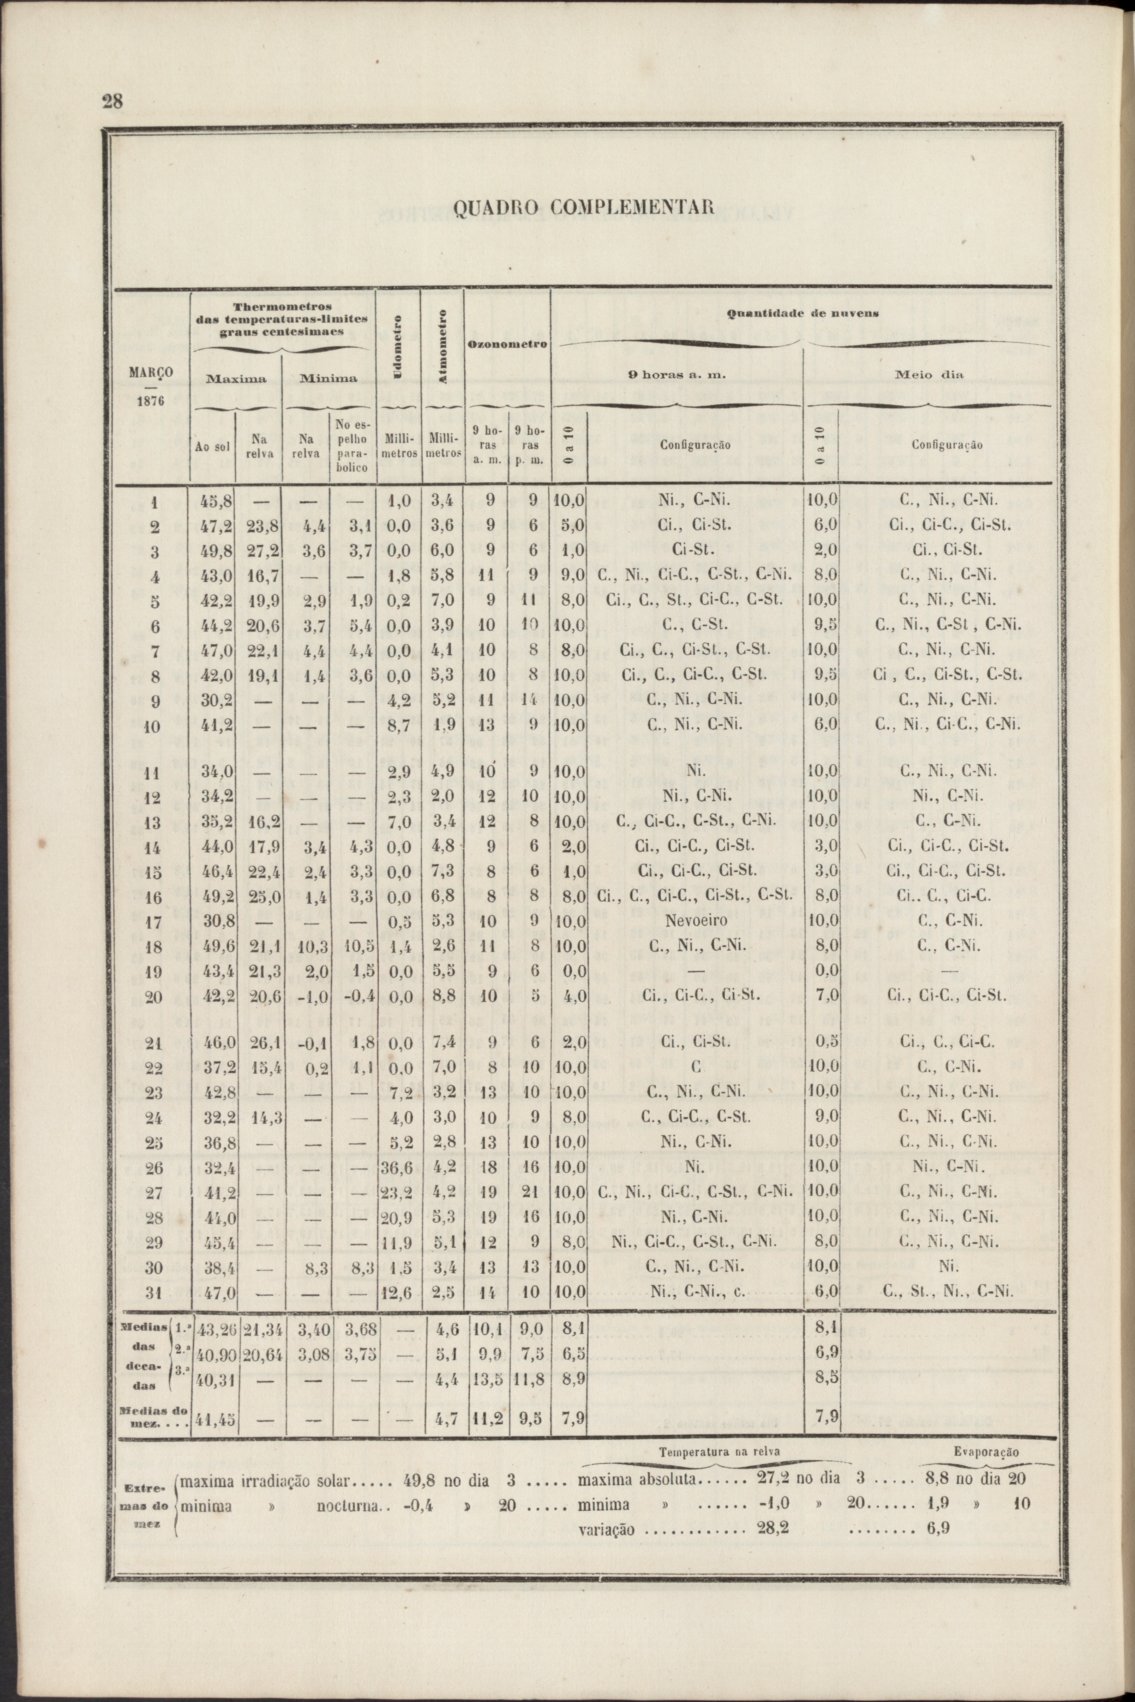 28
QUADRO COMPLEMENTAR
MARÇO
—
1876
Thermometros
das temperaturas-limites
graus centesimaes
Udometro
Atmometro
Ozonometro
Quantidade de nuvens
Maxima
Minima
9 horas a. m.
Meio dia
Ao sol
Na relva
Na relva
No espelho parabolico
Millimetros
Millimetros
9 horas a. m.
9 horas p. m.
0 a 10
Configuração
0 a 10
Configuração
1 45,8 — — — 1,0 3,4 9 9 10,0 Ni., C-Ni. 10,0 C., Ni., C-Ni.
2 47,2 23,8 4,4 3,1 0,0 3,6 9 6 5,0 Ci., Ci-St. 6,0 Ci., Ci-C., Ci-St.
3 49,8 27,2 3,6 3,7 0,0 6,0 9 6 1,0 Ci-St. 2,0 Ci., Ci-St.
4 43,0 16,7 — — 1,8 5,8 11 9 9,0 C., Ni., Ci-C., C-St., C-Ni. 8,0 C., Ni., C-Ni.
5 42,2 19,9 2,9 1,9 0,2 7,0 9 11 8,0 Ci., C., St., Ci-C., C-St. 10,0 C., Ni., C-Ni.
6 44,2 20,6 3,7 5,4 0,0 3,9 10 10 10,0 C., C-St. 9,5 C., Ni., C-St , C-Ni.
7 47,0 22,1 4,4 4,4 0,0 4,1 10 8 8,0 Ci., C., Ci-St., C-St. 10,0 C., Ni., C-Ni.
8 42,0 19,1 1,4 3,6 0,0 5,3 10 8 10,0 Ci., C., Ci-C., C-St. 9,5 Ci , C., Ci-St., C-St.
9 30,2 — — — 4,2 5,2 11 14 10,0 C., Ni., C-Ni. 10,0 C., Ni., C-Ni.
10 41,2 — — — 8,7 1,9 13 9 10,0 C., Ni., C-Ni. 6,0 C., Ni., Ci-C., C-Ni.
11 34,0 — — — 2,9 4,9 10 9 10,0 Ni. 10,0 C., Ni., C-Ni.
12 34,2 — — — 2,3 2,0 12 10 10,0 Ni., C-Ni. 10,0 Ni., C-Ni.
13 35,2 16,2 — — 7,0 3,4 12 8 10,0 C., Ci-C., C-St., C-Ni. 10,0 C., C-Ni.
14 44,0 17,9 3,4 4,3 0,0 4,8 9 6 2,0 Ci., Ci-C., Ci-St. 3,0 Ci., Ci-C., Ci-St.
15 46,4 22,4 2,4 3,3 0,0 7,3 8 6 1,0 Ci., Ci-C., Ci-St. 3,0 Ci., Ci-C., Ci-St.
16 49,2 25,0 1,4 3,3 0,0 6,8 8 8 8,0 Ci., C., Ci-C., Ci-St., C-St. 8,0 Ci.. C., Ci-C.
17 30,8 — — — 0,5 5,3 10 9 10,0 Nevoeiro 10,0 C., C-Ni.
18 49,6 21,1 10,3 10,5 1,4 2,6 11 8 10,0 C., Ni., C-Ni. 8,0 C., C-Ni.
19 43,4 21,3 2,0 1,5 0,0 5,5 9 6 0,0 — 0,0 —
20 42,2 20,6 -1,0 -0,4 0,0 8,8 10 5 4,0 Ci., Ci-C., Ci-St. 7,0 Ci., Ci-C., Ci-St.
21 46,0 26,1 -0,1 1,8 0,0 7,4 9 6 2,0 Ci., Ci-St. 0,5 Ci., C., Ci-C.
22 37,2 15,4 0,2 1,1 0,0 7,0 8 10 10,0 C 10,0 C., C-Ni.
23 42,8 — — — 7,2 3,2 13 10 10,0 C., Ni., C-Ni. 10,0 C., Ni., C-Ni.
24 32,2 14,3 — — 4,0 3,0 10 9 8,0 C., Ci-C., C-St. 9,0 C., Ni., C-Ni.
25 36,8 — — — 5,2 2,8 13 10 10,0 Ni., C-Ni. 10,0 C., Ni., C-Ni.
26 32,4 — — — 36,6 4,2 18 16 10,0 Ni. 10,0 Ni., C-Ni.
27 41,2 — — — 23,2 4,2 19 21 10,0 C., Ni., Ci-C., C-St., C-Ni. 10,0 C., Ni., C-Ni.
28 44,0 — — — 20,9 5,3 19 16 10,0 Ni., C-Ni. 10,0 C., Ni., C-Ni.
29 45,4 — — — 11,9 5,1 12 9 8,0 Ni., Ci-C., C-St., C-Ni. 8,0 C., Ni., C-Ni.
30 38,4 — 8,3 8,3 1,5 3,4 13 13 10,0 C., Ni., C-Ni. 10,0 Ni.
31 47,0 — — — 12,6 2,5 14 10 10,0 Ni., C-Ni., c. 6,0 C., St., Ni., C-Ni.
Medias das decadas
1.ª 43,26 21,34 3,40 3,68 — 4,6 10,1 9,0 8,1 8,1
2.ª 40,90 20,64 3,08 3,75 — 5,1 9,9 7,5 6,5 6,9
3.ª 40,31 — — — — 4,4 13,5 11,8 8,9 8,5
Medias do mez. . . . 41,45 — — — — 4,7 11,2 9,5 7,9 7,9
Temperatura na relva Evaporação
Extremas do mez
maxima irradiação solar..... 49,8 no dia 3 ..... maxima absoluta...... 27,2 no dia 3 ..... 8,8 no dia 20
minima » nocturna.. -0,4 » 20 ..... minima » ...... -1,0 » 20...... 1,9 » 10
variação ............ 28,2 ........ 6,9